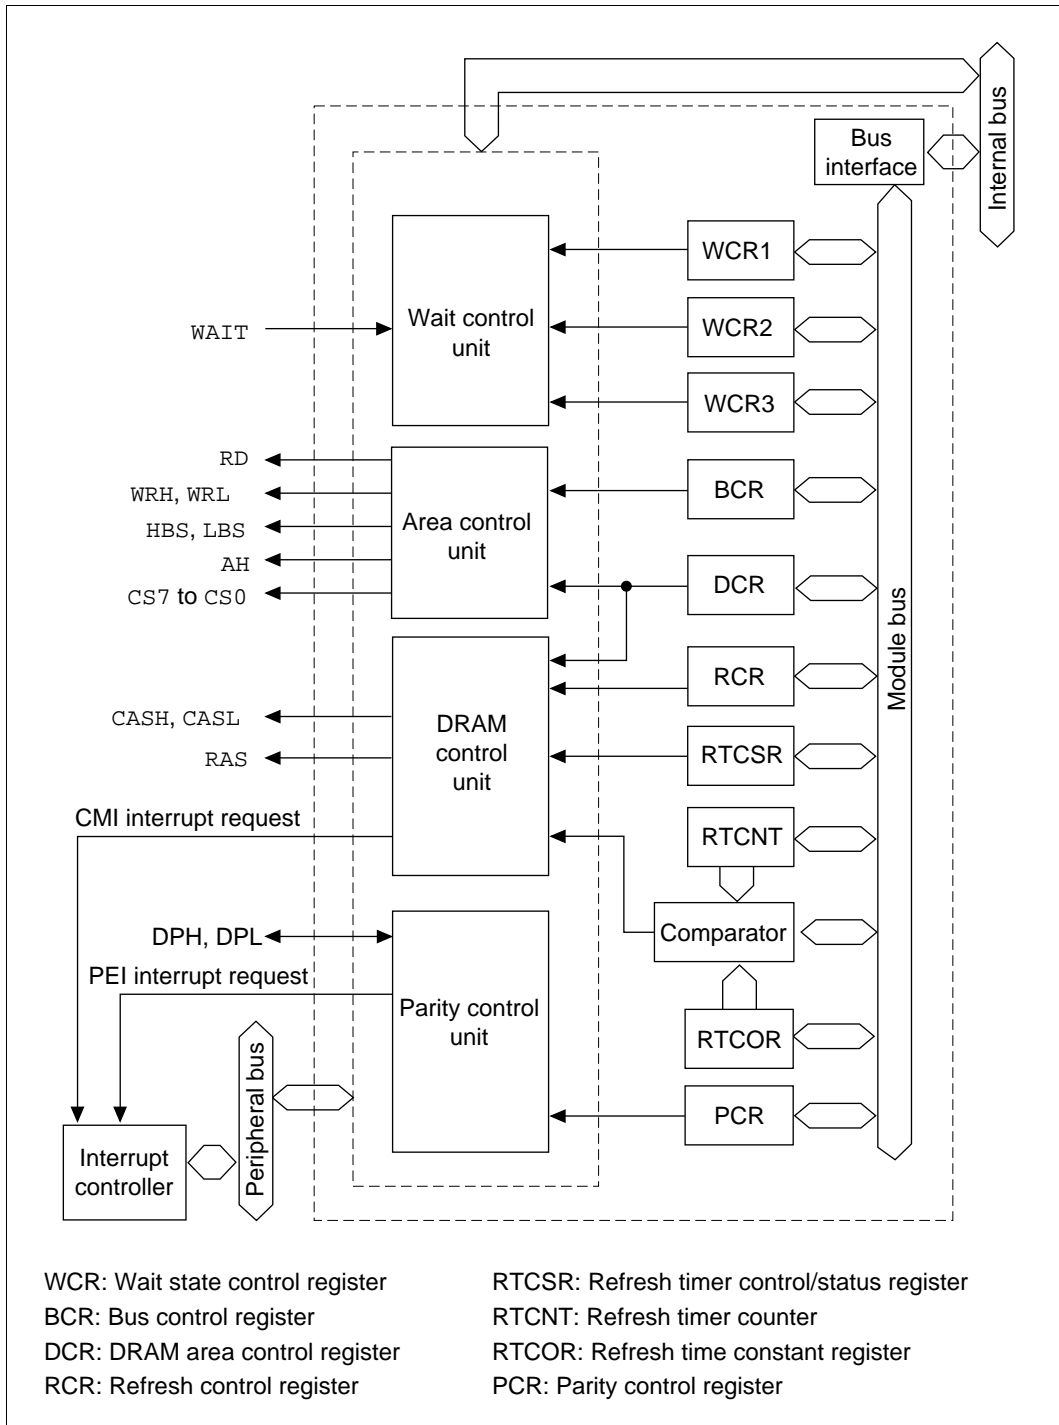 Internal bus
Bus
interface
WCR1
Wait control
unit
WAIT
WCR2
WCR3
RD
WRH, WRL
HBS, LBS
AH
CS7 to CS0
Area control
unit
BCR
DCR
Module bus
RCR
CASH, CASL
RAS
DRAM
control
unit
RTCSR
CMI interrupt request
RTCNT
DPH, DPL
Comparator
PEI interrupt request
Parity control
unit
RTCOR
Peripheral bus
PCR
Interrupt
controller
WCR: Wait state control register
BCR: Bus control register
DCR: DRAM area control register
RCR: Refresh control register
RTCSR: Refresh timer control/status register
RTCNT: Refresh timer counter
RTCOR: Refresh time constant register
PCR: Parity control register